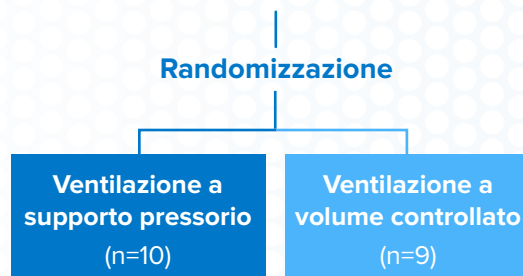 Randomizzazione
Ventilazione a
supporto pressorio
(n=10)
Ventilazione a
volume controllato
(n=9)